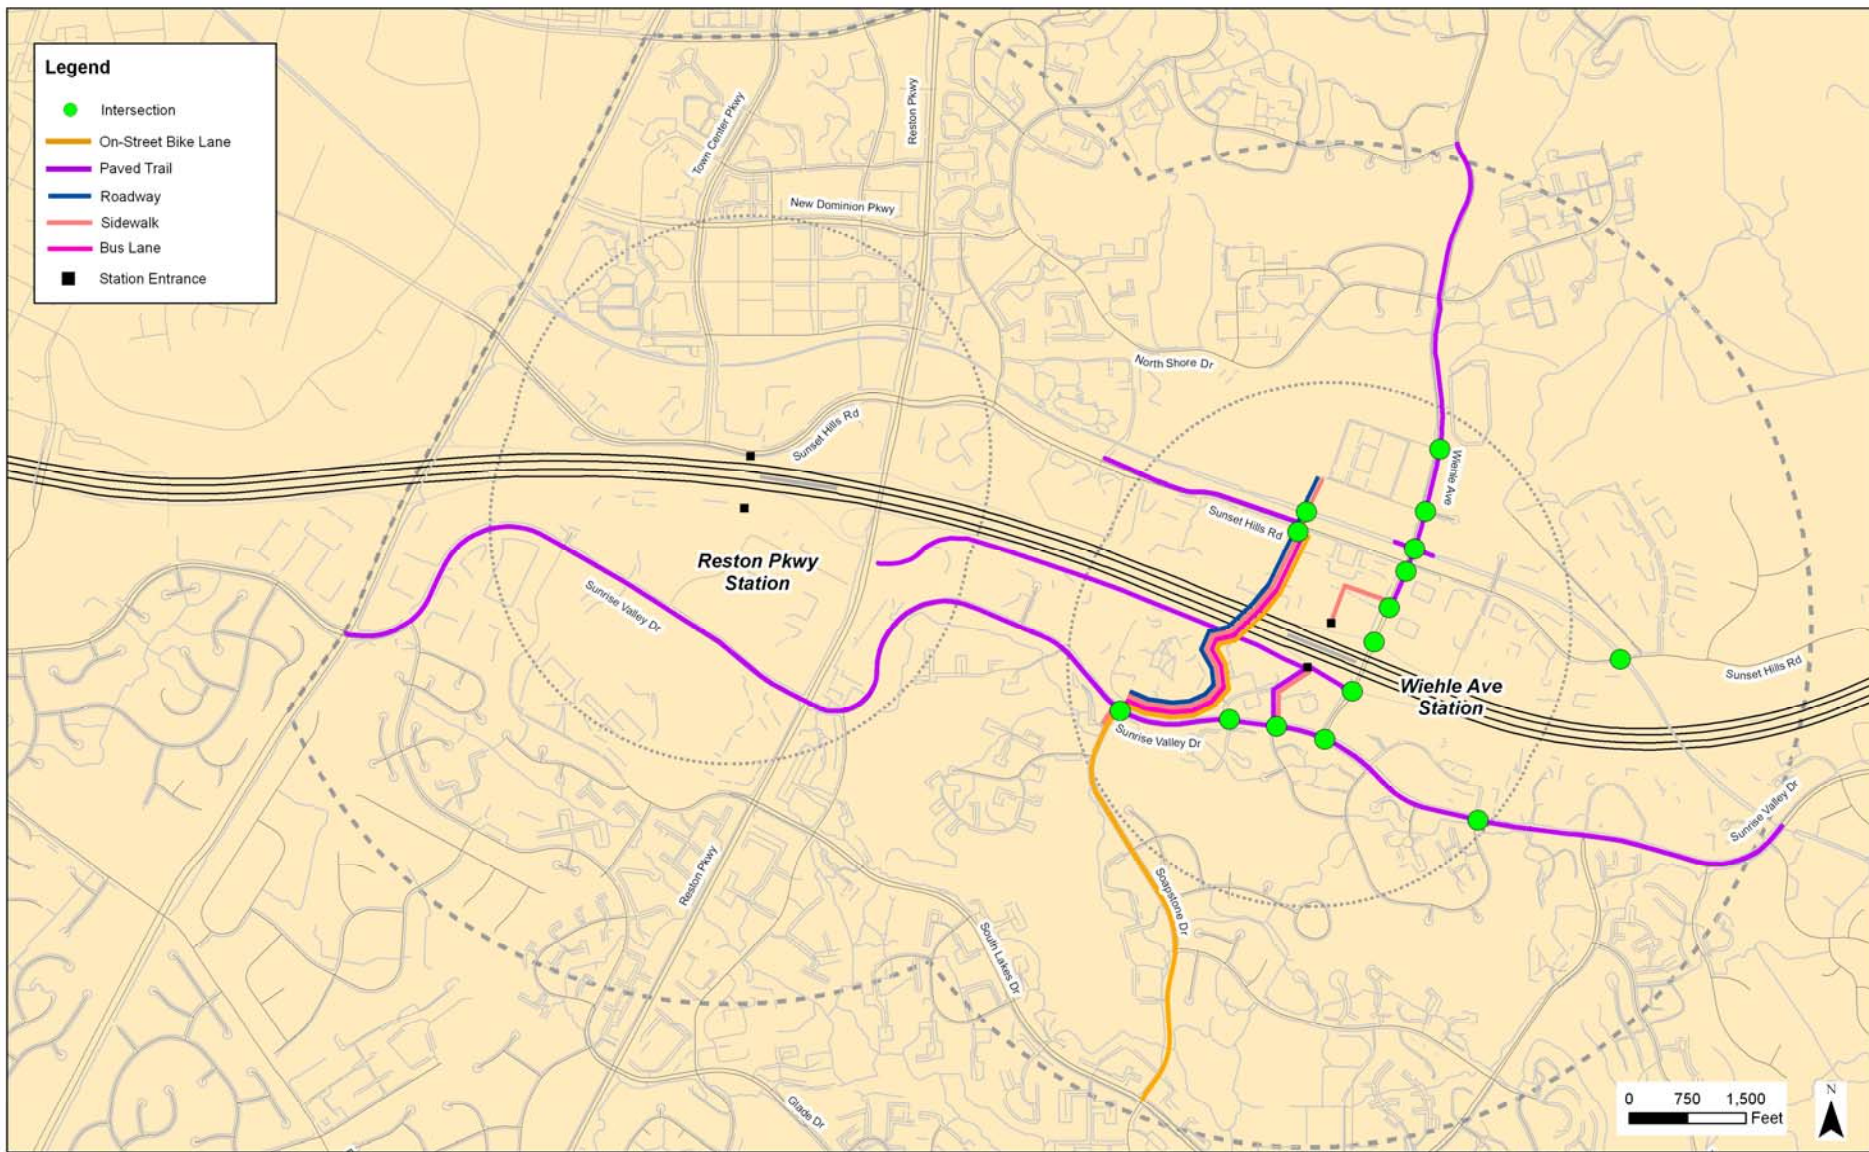 Legend
Intersection
On-Street Bike Lane
Paved Trail
Roadway
Sidewalk
Bus Lane
Station Entrance
Town Center Pkwy
Reston Pkwy
New Dominion Pkwy
North Shore Dr
Sunset Hills Rd
Wiehle Ave
Sunset Hills Rd
Reston Pkwy
Station
Sunrise Valley Dr
Sunset Hills Rd
Wiehle Ave
Station
Sunrise Valley Dr
Sunrise Valley Dr
Reston Pkwy
Soapstone Dr
South Lakes Dr
Glade Dr
0 750 1,500
Feet
N